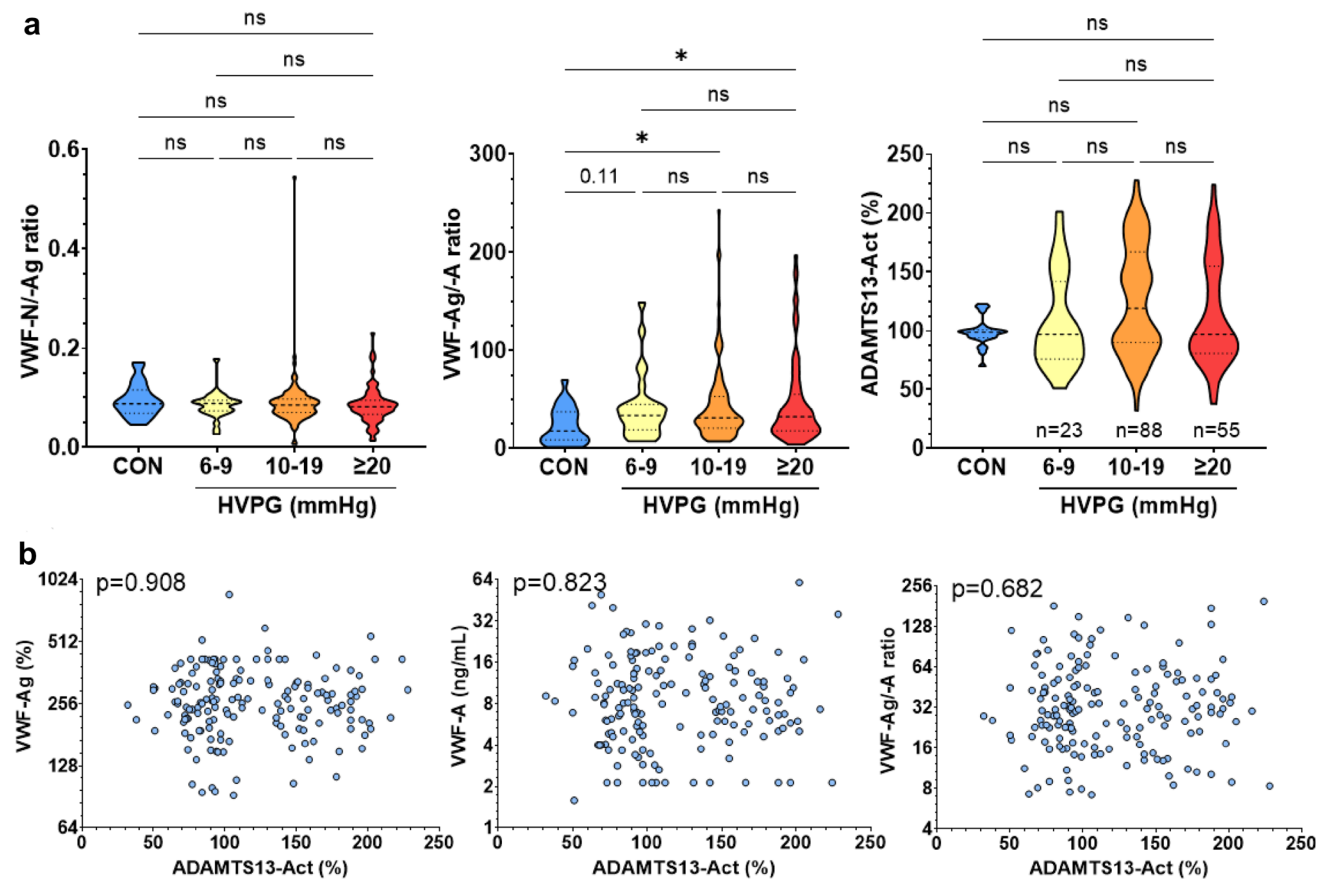 a
ns
ns
ns
ns ns ns
0.6
0.4
0.2
0.0
VWF-N/-Ag ratio
CON 6-9 10-19 ≥20
HVPG (mmHg)
*
ns
*
0.11 ns ns
300
200
100
0
VWF-Ag/-A ratio
CON 6-9 10-19 ≥20
HVPG (mmHg)
ns
ns
ns
ns ns ns
250
200
150
100
50
0
ADAMTS13-Act (%)
n=23 n=88 n=55
CON 6-9 10-19 ≥20
HVPG (mmHg)
b
p=0.908
1024
512
256
128
64
VWF-Ag (%)
0 50 100 150 200 250
ADAMTS13-Act (%)
p=0.823
64
32
16
8
4
2
1
VWF-A (ng/mL)
0 50 100 150 200 250
ADAMTS13-Act (%)
p=0.682
256
128
64
32
16
8
4
VWF-Ag/-A ratio
0 50 100 150 200 250
ADAMTS13-Act (%)